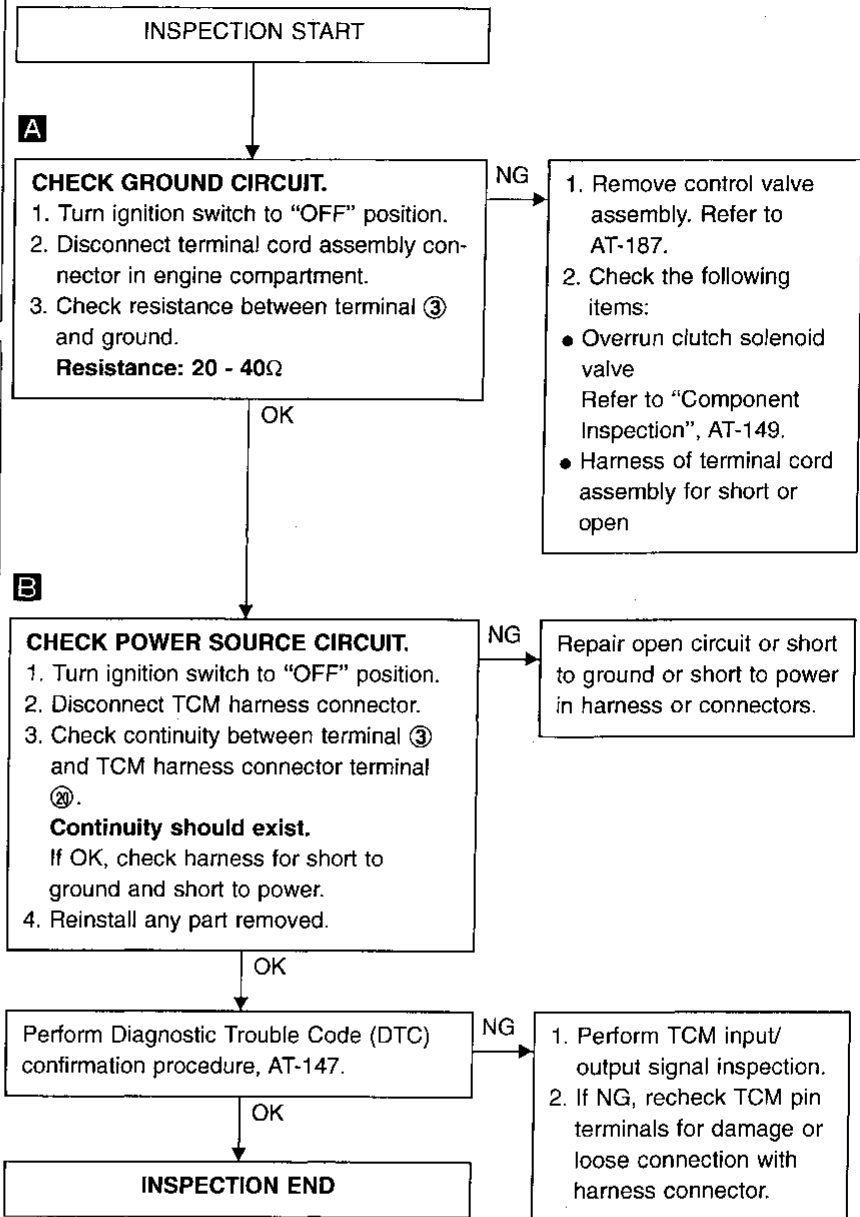 INSPECTION START
A
CHECK GROUND CIRCUIT.
1. Turn ignition switch to “OFF” position.
2. Disconnect terminal cord assembly con-
nector in engine compartment.
3. Check resistance between terminal ③
and ground.
Resistance: 20 - 40Ω
NG
1. Remove control valve
assembly. Refer to
AT-187.
2. Check the following
items:
● Overrun clutch solenoid
valve
Refer to “Component
Inspection”, AT-149.
● Harness of terminal cord
assembly for short or
open
OK
B
CHECK POWER SOURCE CIRCUIT.
1. Turn ignition switch to “OFF” position.
2. Disconnect TCM harness connector.
3. Check continuity between terminal ③
and TCM harness connector terminal
⑳.
Continuity should exist.
If OK, check harness for short to
ground and short to power.
4. Reinstall any part removed.
NG
Repair open circuit or short
to ground or short to power
in harness or connectors.
OK
Perform Diagnostic Trouble Code (DTC)
confirmation procedure, AT-147.
NG
1. Perform TCM input/
output signal inspection.
2. If NG, recheck TCM pin
terminals for damage or
loose connection with
harness connector.
OK
INSPECTION END